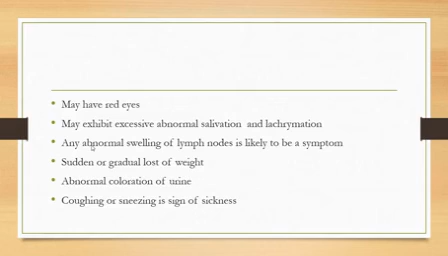 May have red eyes
May exhibit excessive abnormal salivation and lachrymation
Any abnormal swelling of lymph nodes is likely to be a symptom
Sudden or gradual lost of weight
Abnormal coloration of urine
Coughing or sneezing is sign of sickness